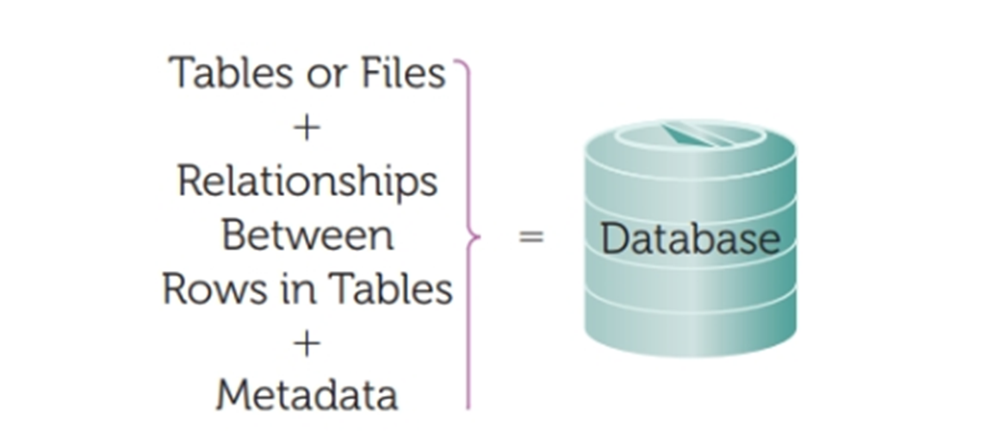 Tables or Files
+
Relationships
Between
Rows in Tables
+
Metadata
=
Database